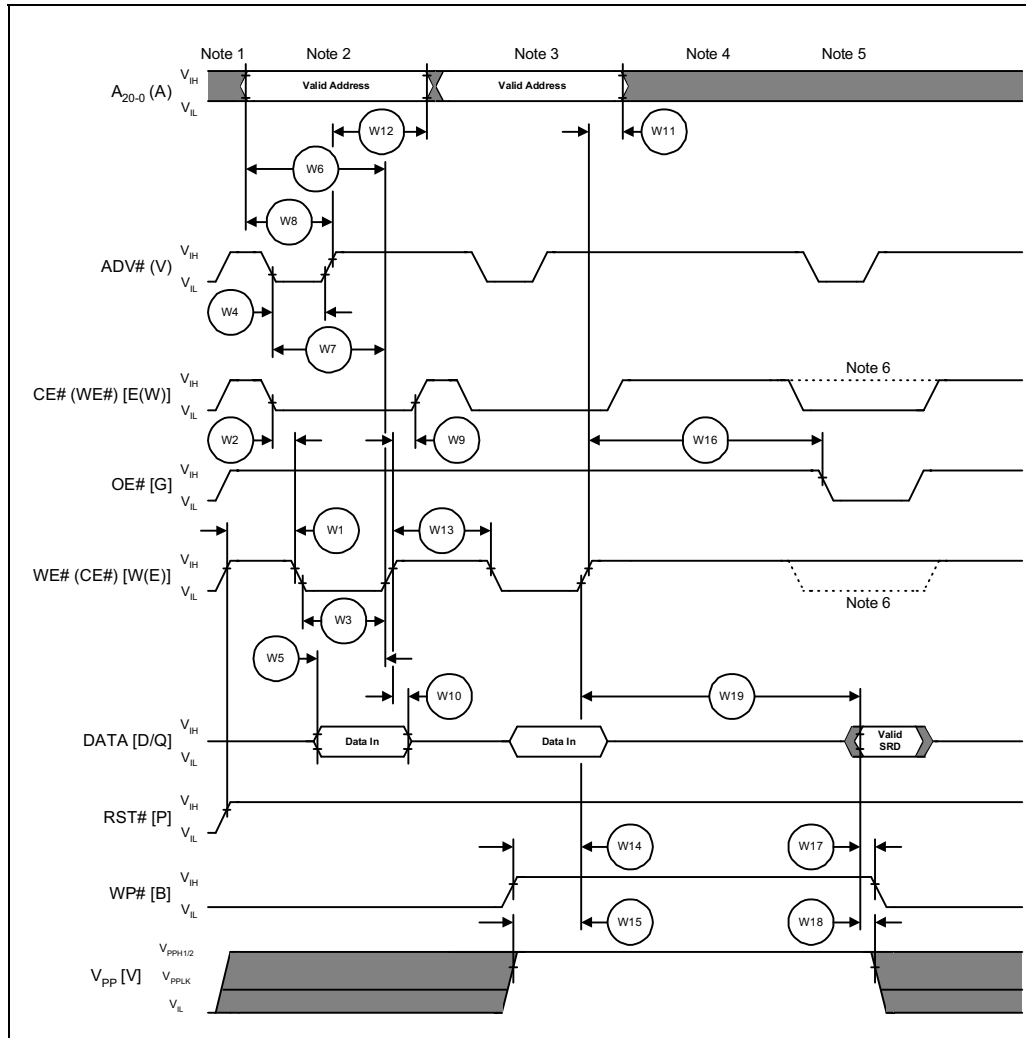 Note 1 Note 2 Note 3 Note 4 Note 5
A20-0 (A) VIH VIL Valid Address Valid Address
W12 W11
W6
W8
ADV# (V) VIH VIL
W4
W7
CE# (WE#) [E(W)] VIH VIL Note 6
W2 W9 W16
OE# [G] VIH VIL
W1 W13
WE# (CE#) [W(E)] VIH VIL Note 6
W3
W5
W10 W19
DATA [D/Q] VIH VIL Data In Data In Valid SRD
RST# [P] VIH VIL
W14 W17
WP# [B] VIH VIL
W15 W18
VPP [V] VPPH1/2 VPPLK VIL